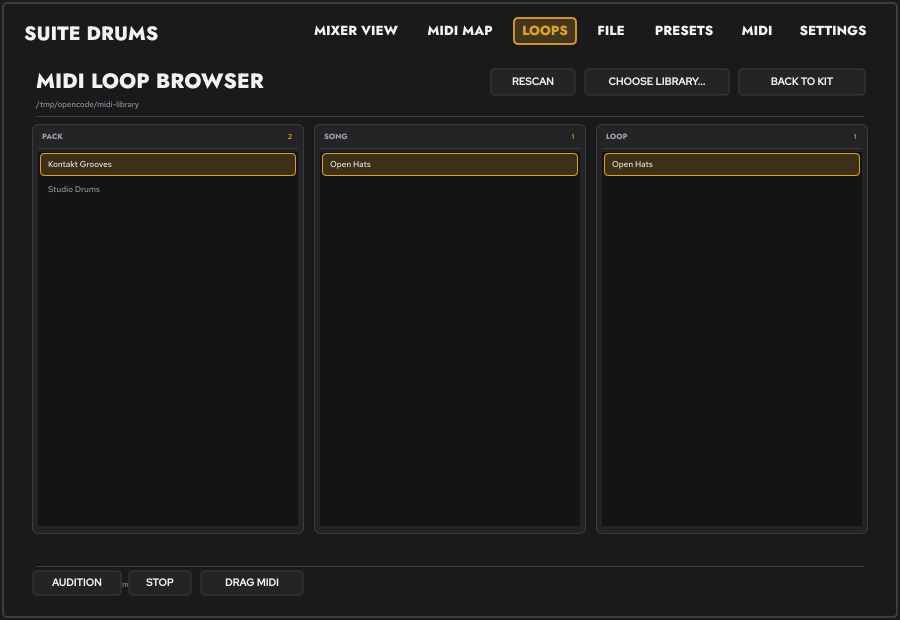 SUITE DRUMS MIXER VIEW MIDI MAP LOOPS FILE PRESETS MIDI SETTINGS
MIDI LOOP BROWSER RESCAN CHOOSE LIBRARY... BACK TO KIT
/tmp/opencode/midi-library
PACK 2 SONG 1 LOOP 1
Kontakt Grooves Open Hats Open Hats
Studio Drums
AUDITION STOP DRAG MIDI